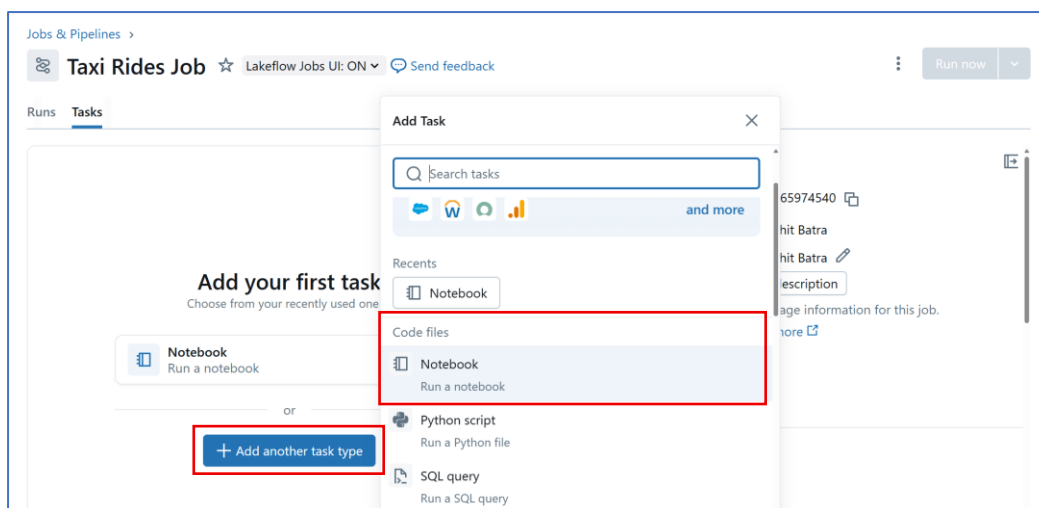 Jobs & Pipelines ›
Taxi Rides Job Lakeflow Jobs UI: ON Send feedback
Run now
Runs Tasks
Add Task
Search tasks
and more
Recents
Notebook
Code files
Notebook
Run a notebook
Python script
Run a Python file
SQL query
Run a SQL query
Add your first task
Choose from your recently used one
Notebook
Run a notebook
or
+ Add another task type
65974540
hit Batra
hit Batra
escription
age information for this job.
ore